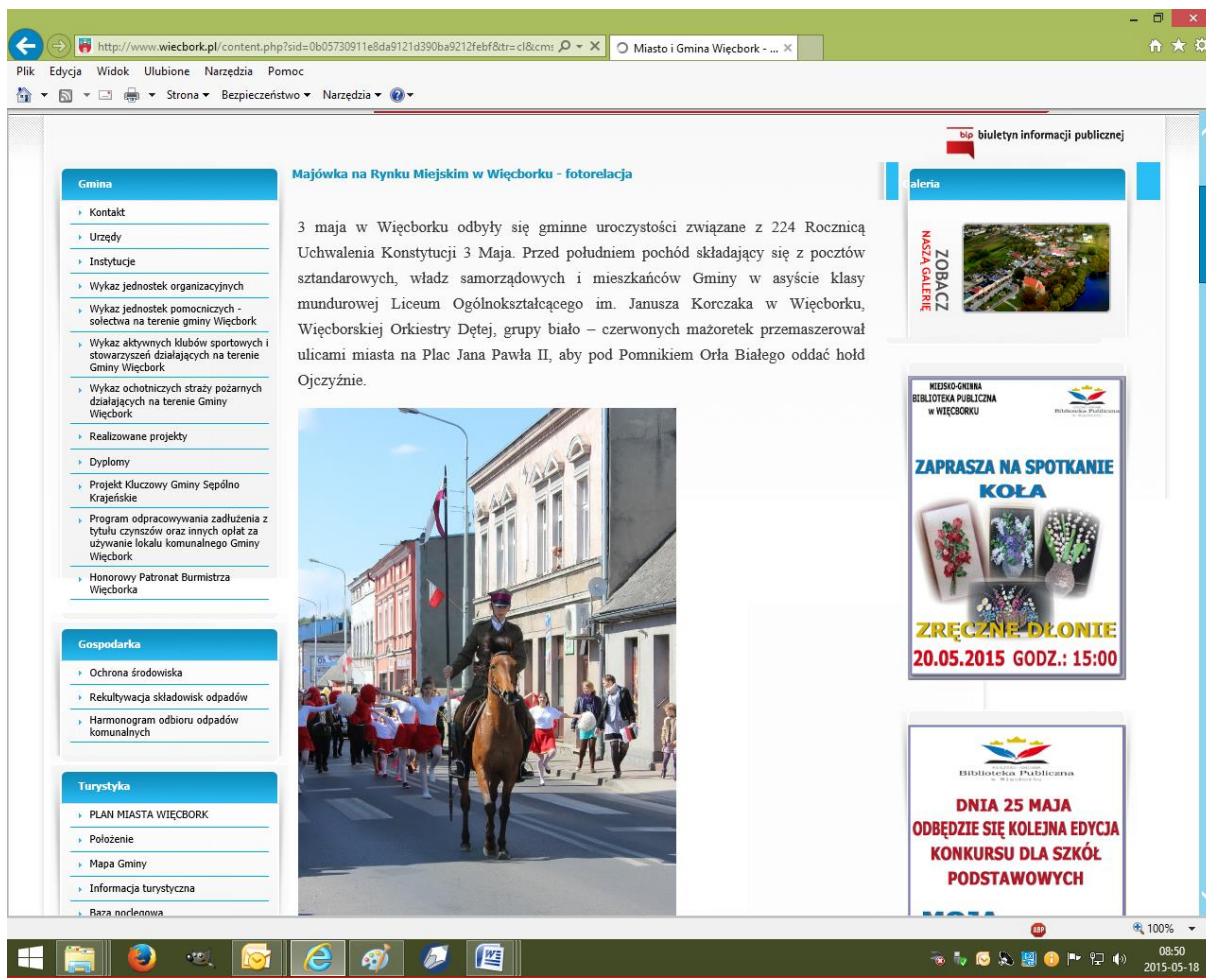 http://www.wiecbork.pl/content.php?sid=0b05730911e8da9121d390ba9212febf&tr=cl&cms
Miasto i Gmina Więcbork - ...
Plik Edycja Widok Ulubione Narzędzia Pomoc
Strona Bezpieczeństwo Narzędzia
bip biuletyn informacji publicznej
Gmina
Kontakt
Urzędy
Instytucje
Wykaz jednostek organizacyjnych
Wykaz jednostek pomocniczych -
sołectwa na terenie gminy Więcbork
Wykaz aktywnych klubów sportowych i
stowarzyszeń działających na terenie
Gminy Więcbork
Wykaz ochotniczych straży pożarnych
działających na terenie Gminy
Więcbork
Realizowane projekty
Dyplomy
Projekt Kluczowy Gminy Sępólno
Krajeńskie
Program odpracowywania zadłużenia z
tytułu czynszów oraz innych opłat za
używanie lokalu komunalnego Gminy
Więcbork
Honorowy Patronat Burmistrza
Więcborka
Gospodarka
Ochrona środowiska
Rekultywacja składowisk odpadów
Harmonogram odbioru odpadów
komunalnych
Turystyka
PLAN MIASTA WIĘCBORK
Położenie
Mapa Gminy
Informacja turystyczna
Baza noclegowa
Majówka na Rynku Miejskim w Więcborku - fotorelacja
3 maja w Więcborku odbyły się gminne uroczystości związane z 224 Rocznicą
Uchwalenia Konstytucji 3 Maja. Przed południem pochód składający się z pocztów
sztandarowych, władz samorządowych i mieszkańców Gminy w asyście klasy
mundurowej Liceum Ogólnokształcącego im. Janusza Korczaka w Więcborku,
Więcborskiej Orkiestry Dętej, grupy biało – czerwonych mażoretek przemaszerował
ulicami miasta na Plac Jana Pawła II, aby pod Pomnikiem Orła Białego oddać hołd
Ojczyźnie.
aleria
ZOBACZ
NASZĄ GALERIĘ
MIEJSKO-GMINNA
BIBLIOTEKA PUBLICZNA
w WIĘCBORKU
Biblioteka Publiczna
ZAPRASZA NA SPOTKANIE
KOŁA
ZRĘCZNE DŁONIE
20.05.2015 GODZ.: 15:00
Biblioteka Publiczna
DNIA 25 MAJA
ODBĘDZIE SIĘ KOLEJNA EDYCJA
KONKURSU DLA SZKÓŁ
PODSTAWOWYCH
MOJA
ABP
100%
08:50
2015-05-18